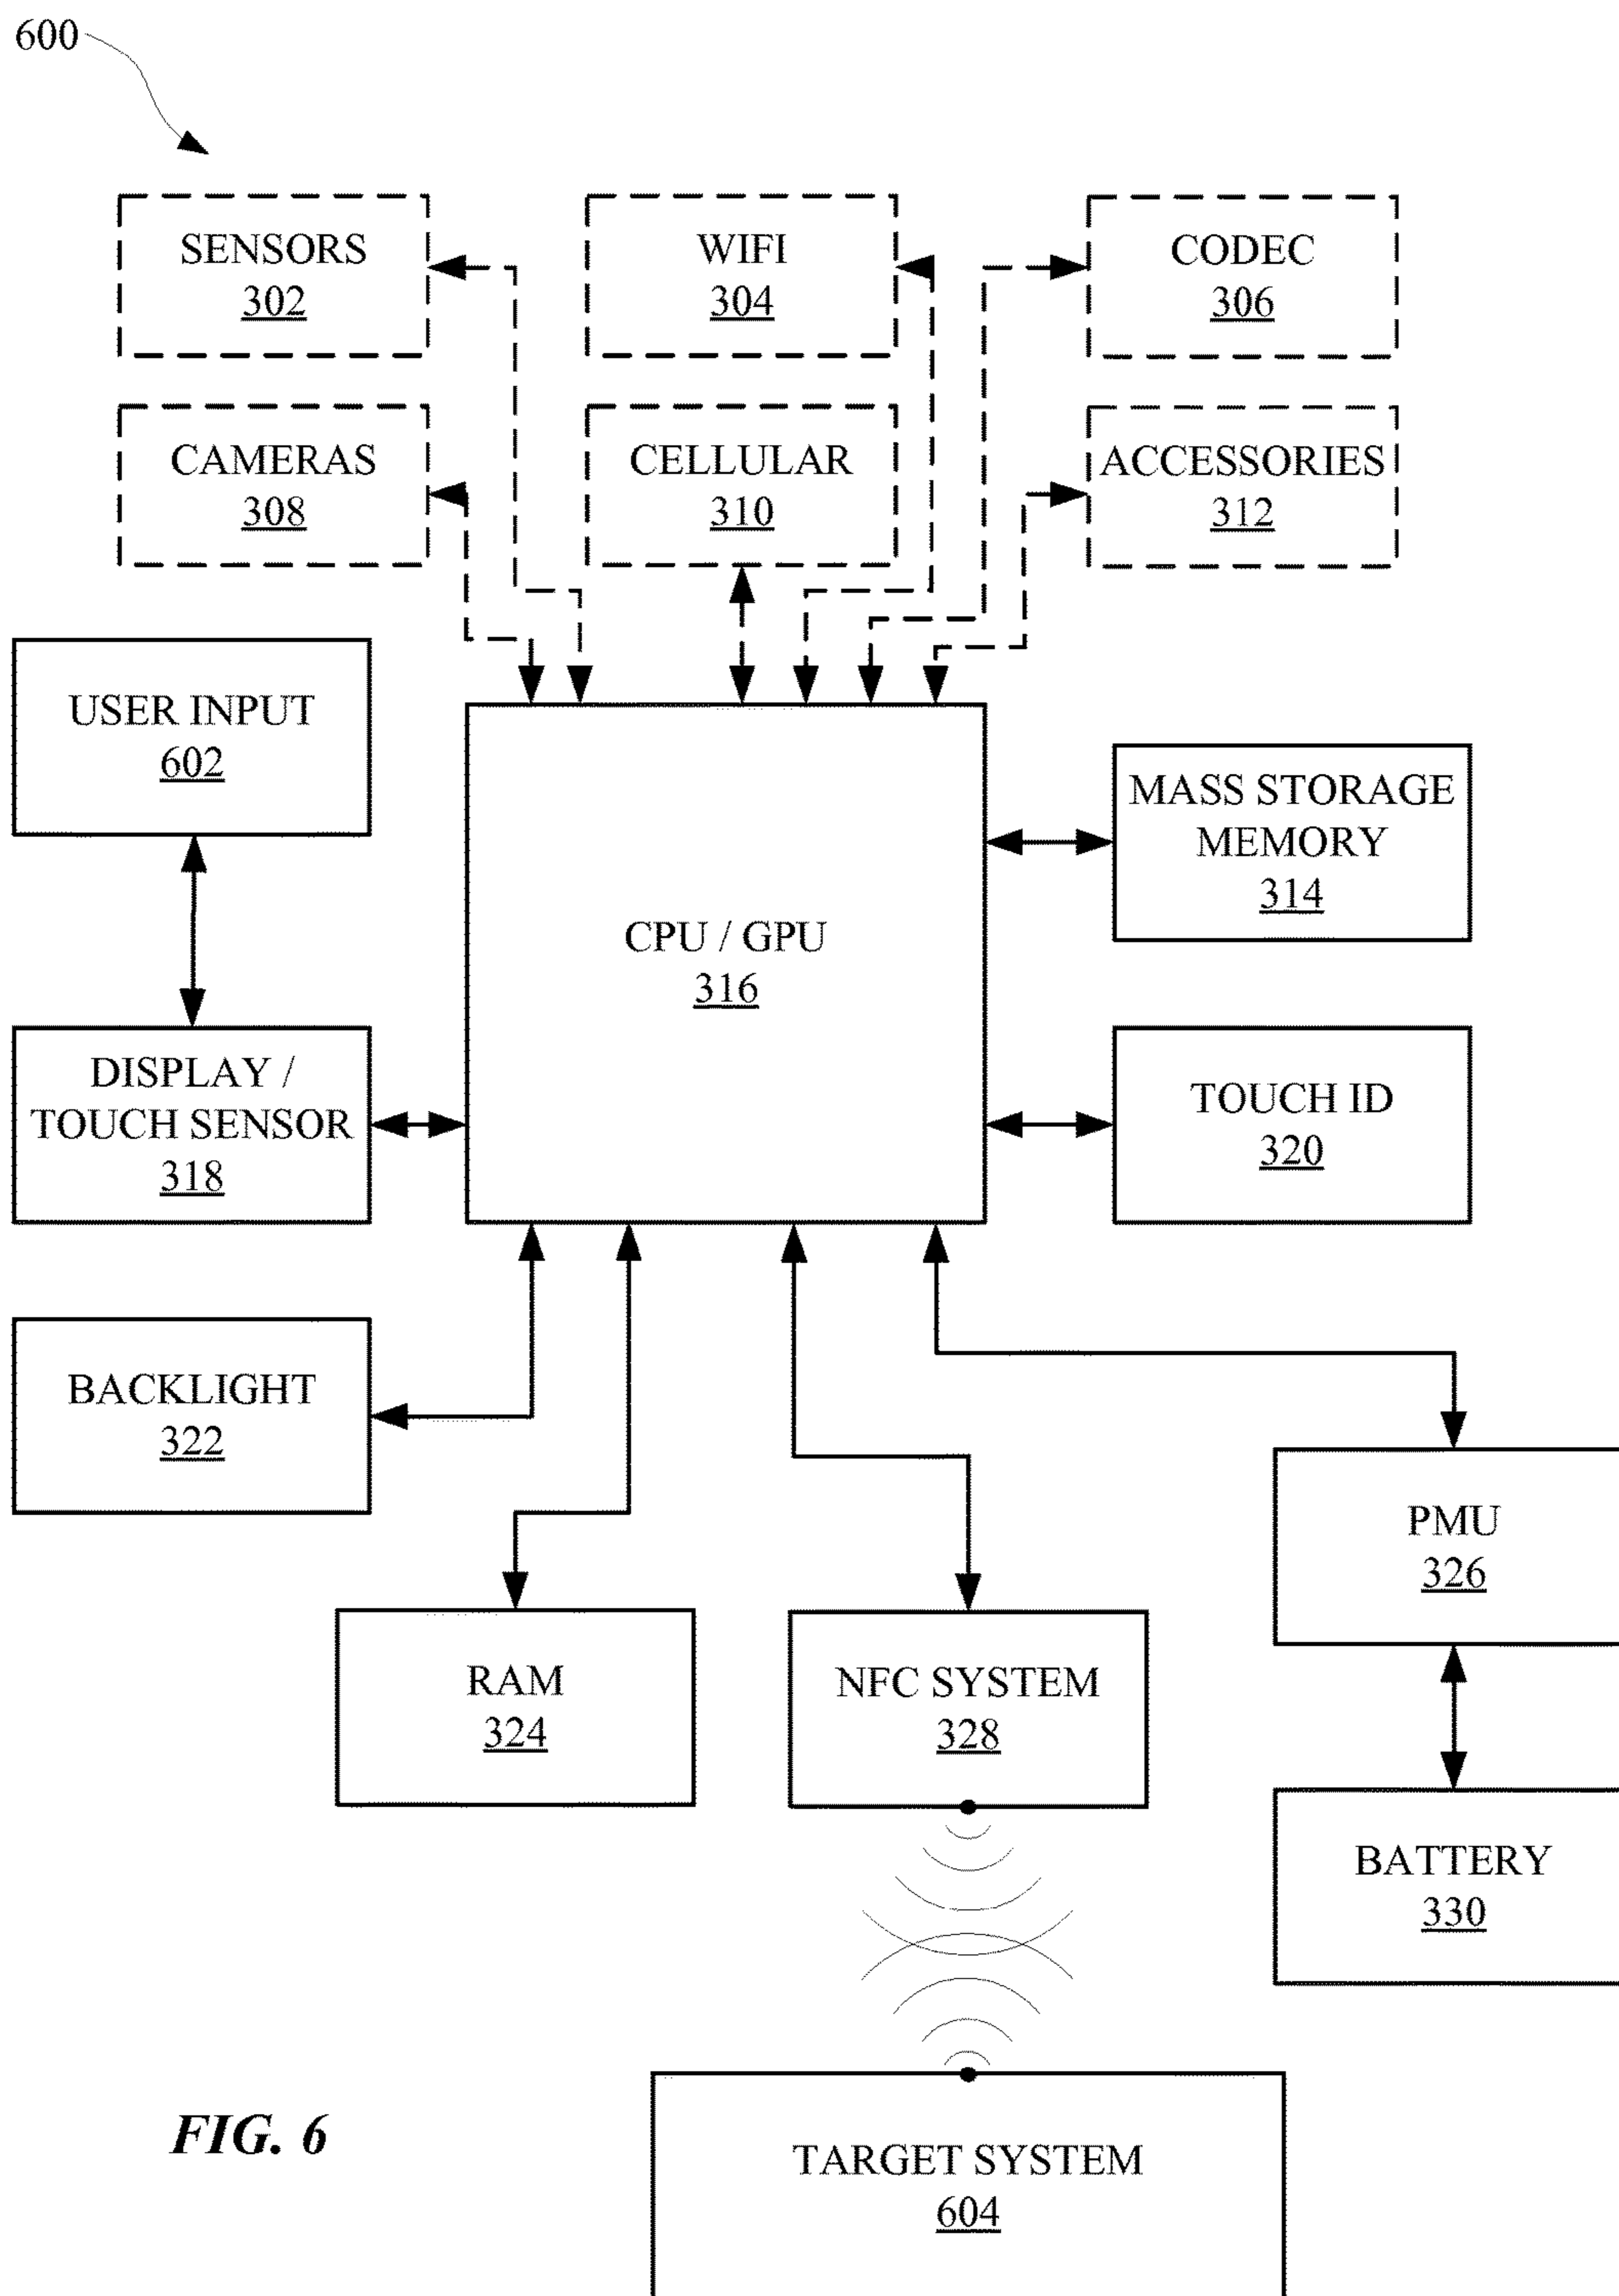 600
SENSORS
302
WIFI
304
CODEC
306
CAMERAS
308
CELLULAR
310
ACCESSORIES
312
USER INPUT
602
MASS STORAGE
MEMORY
314
CPU / GPU
316
DISPLAY /
TOUCH SENSOR
318
TOUCH ID
320
BACKLIGHT
322
PMU
326
RAM
324
NFC SYSTEM
328
BATTERY
330
FIG. 6
TARGET SYSTEM
604